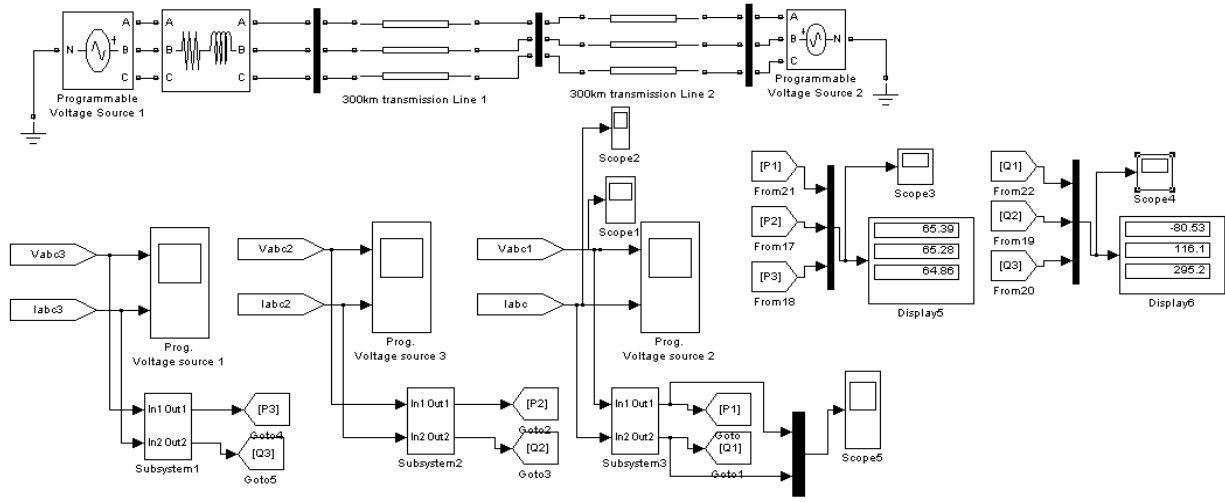 A A A A A
N B B B B B N
C C C C C
Programmable
Voltage Source 1
300km transmission Line 1
300km transmission Line 2
Programmable
Voltage Source 2
Scope2
Scope1
[P1]
From21
[P2]
From17
[P3]
From18
Scope3
65.39
65.28
64.86
Display5
[Q1]
From22
[Q2]
From19
[Q3]
From20
Scope4
-80.53
116.1
295.2
Display6
Vabc3
Iabc3
Prog.
Voltage source 1
Vabc2
Iabc2
Prog.
Voltage source 3
Vabc1
Iabc
Prog.
Voltage source 2
In1 Out1
In2 Out2
Subsystem1
[P3]
Goto4
[Q3]
Goto5
In1 Out1
In2 Out2
Subsystem2
[P2]
Goto2
[Q2]
Goto3
In1 Out1
In2 Out2
Subsystem3
[P1]
Goto
[Q1]
Goto1
Scope5